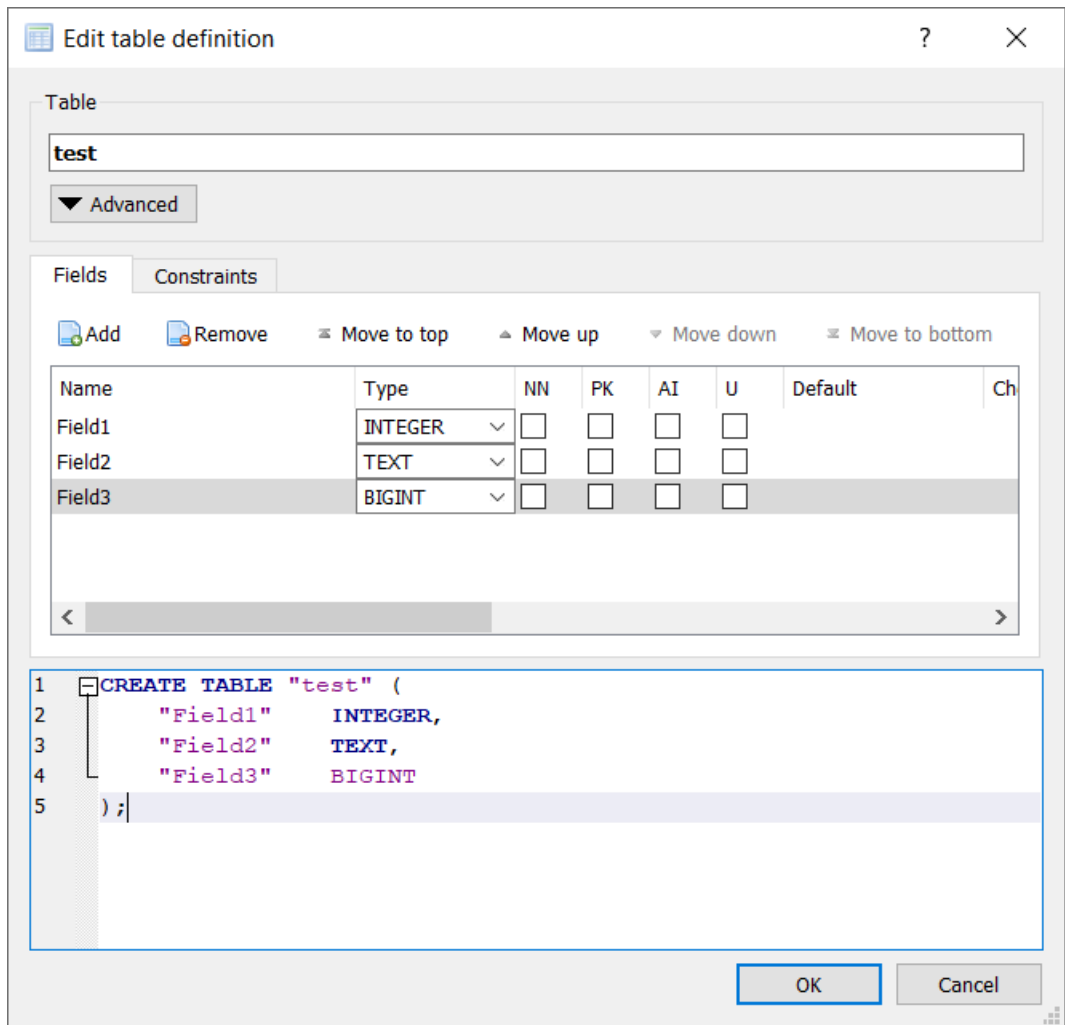 Edit table definition ?
Table
test
Advanced
Fields Constraints
Add Remove Move to top Move up Move down Move to bottom
Name Type NN PK AI U Default Ch
Field1 INTEGER
Field2 TEXT
Field3 BIGINT
1 CREATE TABLE "test" (
2 "Field1" INTEGER,
3 "Field2" TEXT,
4 "Field3" BIGINT
5 );
OK Cancel